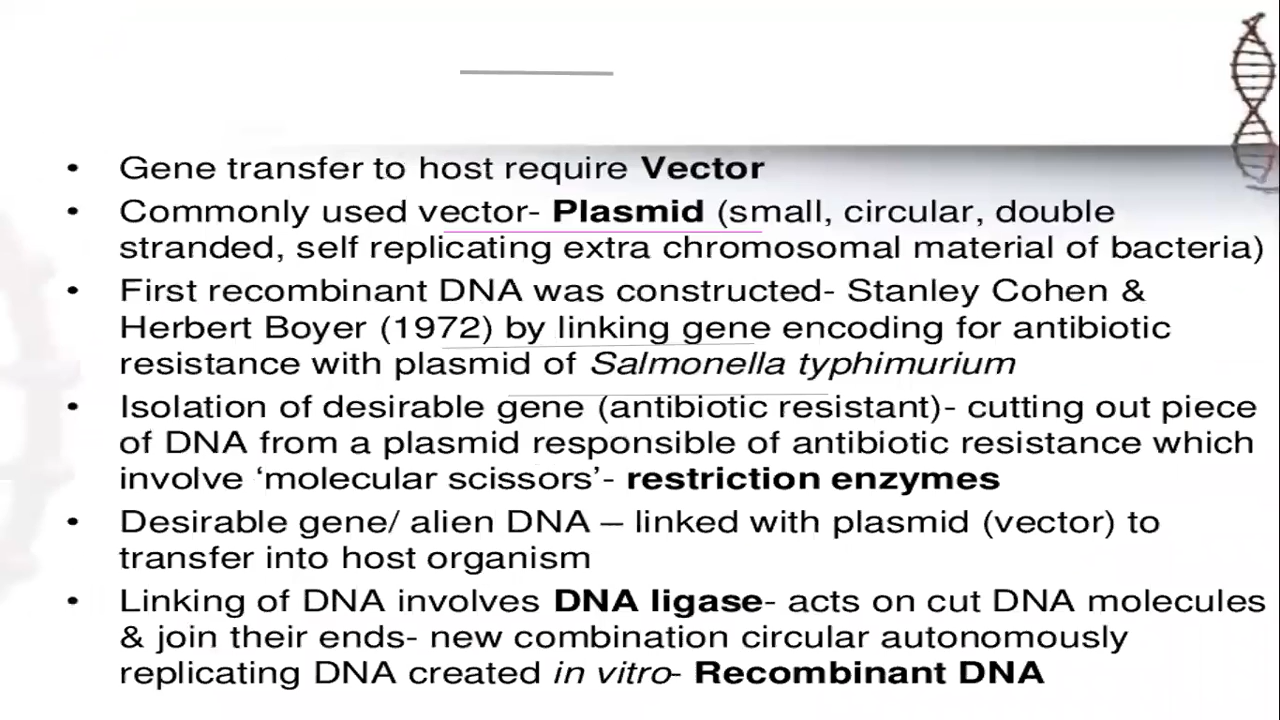 • Gene transfer to host require Vector
• Commonly used vector- Plasmid (small, circular, double
stranded, self replicating extra chromosomal material of bacteria)
• First recombinant DNA was constructed- Stanley Cohen &
Herbert Boyer (1972) by linking gene encoding for antibiotic
resistance with plasmid of Salmonella typhimurium
• Isolation of desirable gene (antibiotic resistant)- cutting out piece
of DNA from a plasmid responsible of antibiotic resistance which
involve ‘molecular scissors’- restriction enzymes
• Desirable gene/ alien DNA – linked with plasmid (vector) to
transfer into host organism
• Linking of DNA involves DNA ligase- acts on cut DNA molecules
& join their ends- new combination circular autonomously
replicating DNA created in vitro- Recombinant DNA